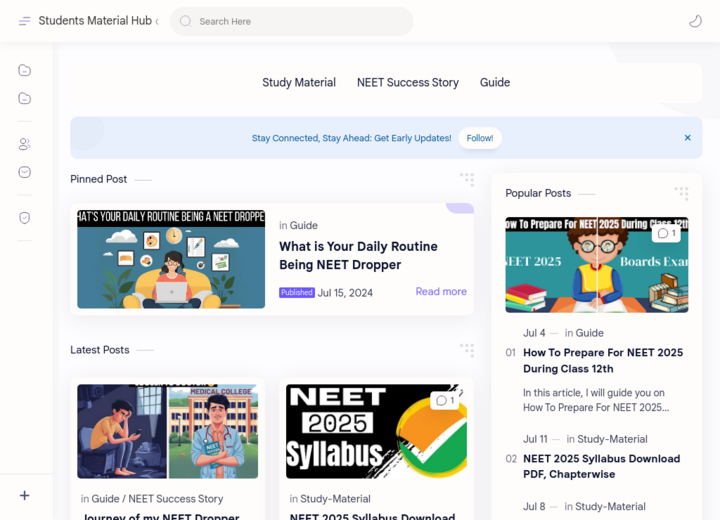 Students Material Hub
Search Here
Study Material NEET Success Story Guide
Stay Connected, Stay Ahead: Get Early Updates! Follow!
Pinned Post
HAT'S YOUR DAILY ROUTINE BEING A NEET DROPPE
in Guide
What is Your Daily Routine
Being NEET Dropper
Published Jul 15, 2024 Read more
Latest Posts
MEDICAL COLLEGE
NEET
in Guide / NEET Success Story
Journey of my NEET Dropper
NEET
2025
Syllabus
1
in Study-Material
NEET 2025 Syllabus Download
Popular Posts
How To Prepare For NEET 2025 During Class 12th
1
NEET 2025 Boards Exam
Jul 4 — in Guide
01 How To Prepare For NEET 2025
During Class 12th
In this article, I will guide you on
How To Prepare For NEET 2025...
Jul 11 — in Study-Material
02 NEET 2025 Syllabus Download
PDF, Chapterwise
Jul 8 — in Study-Material